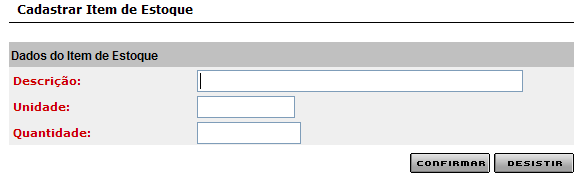 Cadastrar Item de Estoque
Dados do Item de Estoque
Descrição:
Unidade:
Quantidade:
CONFIRMAR DESISTIR